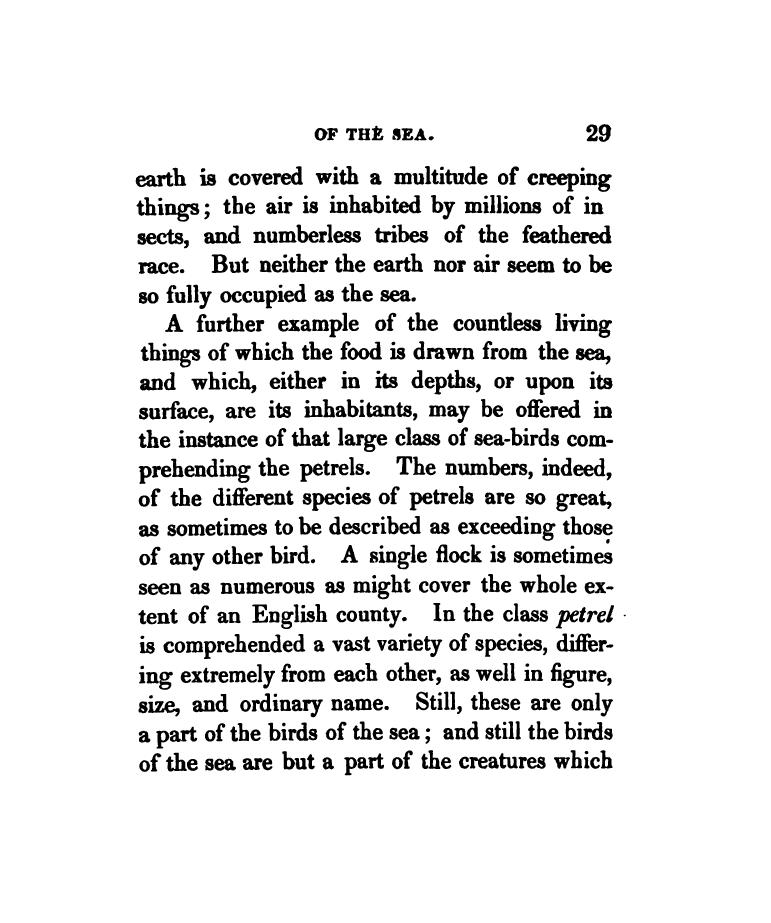 OF THE SEA. 29
earth is covered with a multitude of creeping
things; the air is inhabited by millions of in
sects, and numberless tribes of the feathered
race. But neither the earth nor air seem to be
so fully occupied as the sea.
A further example of the countless living
things of which the food is drawn from the sea,
and which, either in its depths, or upon its
surface, are its inhabitants, may be offered in
the instance of that large class of sea-birds com-
prehending the petrels. The numbers, indeed,
of the different species of petrels are so great,
as sometimes to be described as exceeding those
of any other bird. A single flock is sometimes
seen as numerous as might cover the whole ex-
tent of an English county. In the class petrel
is comprehended a vast variety of species, differ-
ing extremely from each other, as well in figure,
size, and ordinary name. Still, these are only
a part of the birds of the sea; and still the birds
of the sea are but a part of the creatures which